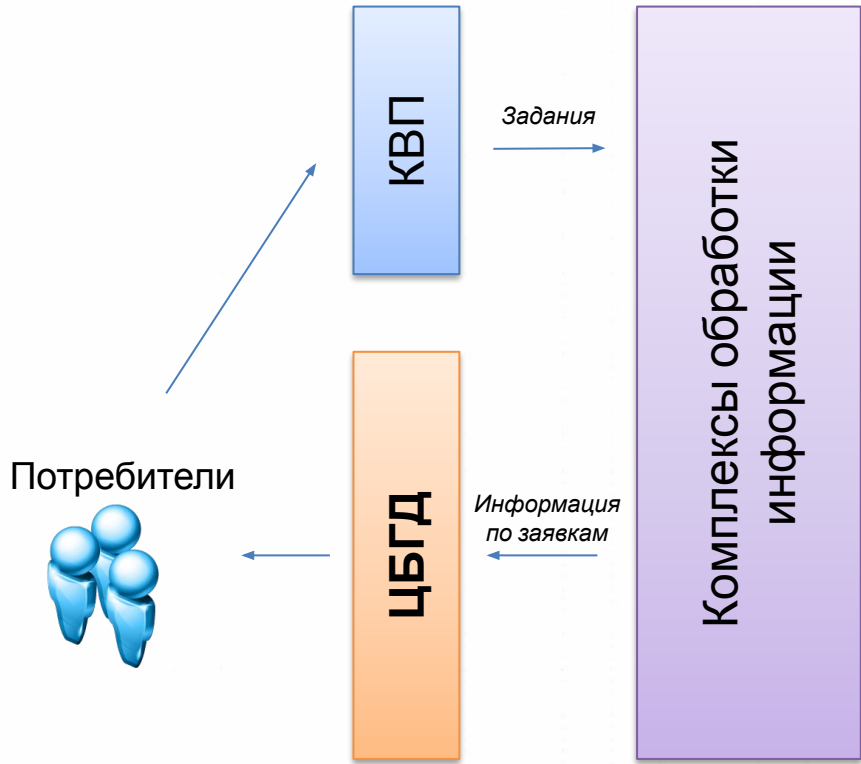 КВП
Задания
Комплексы обработки
информации
Потребители
ЦБГД
Информация
по заявкам